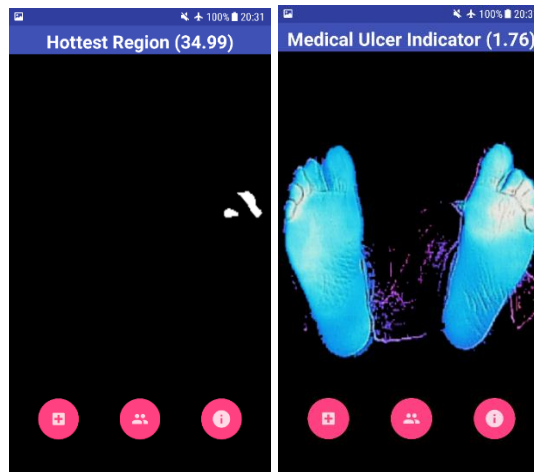 100% 20:31
Hottest Region (34.99)
100% 20:3
Medical Ulcer Indicator (1.76)